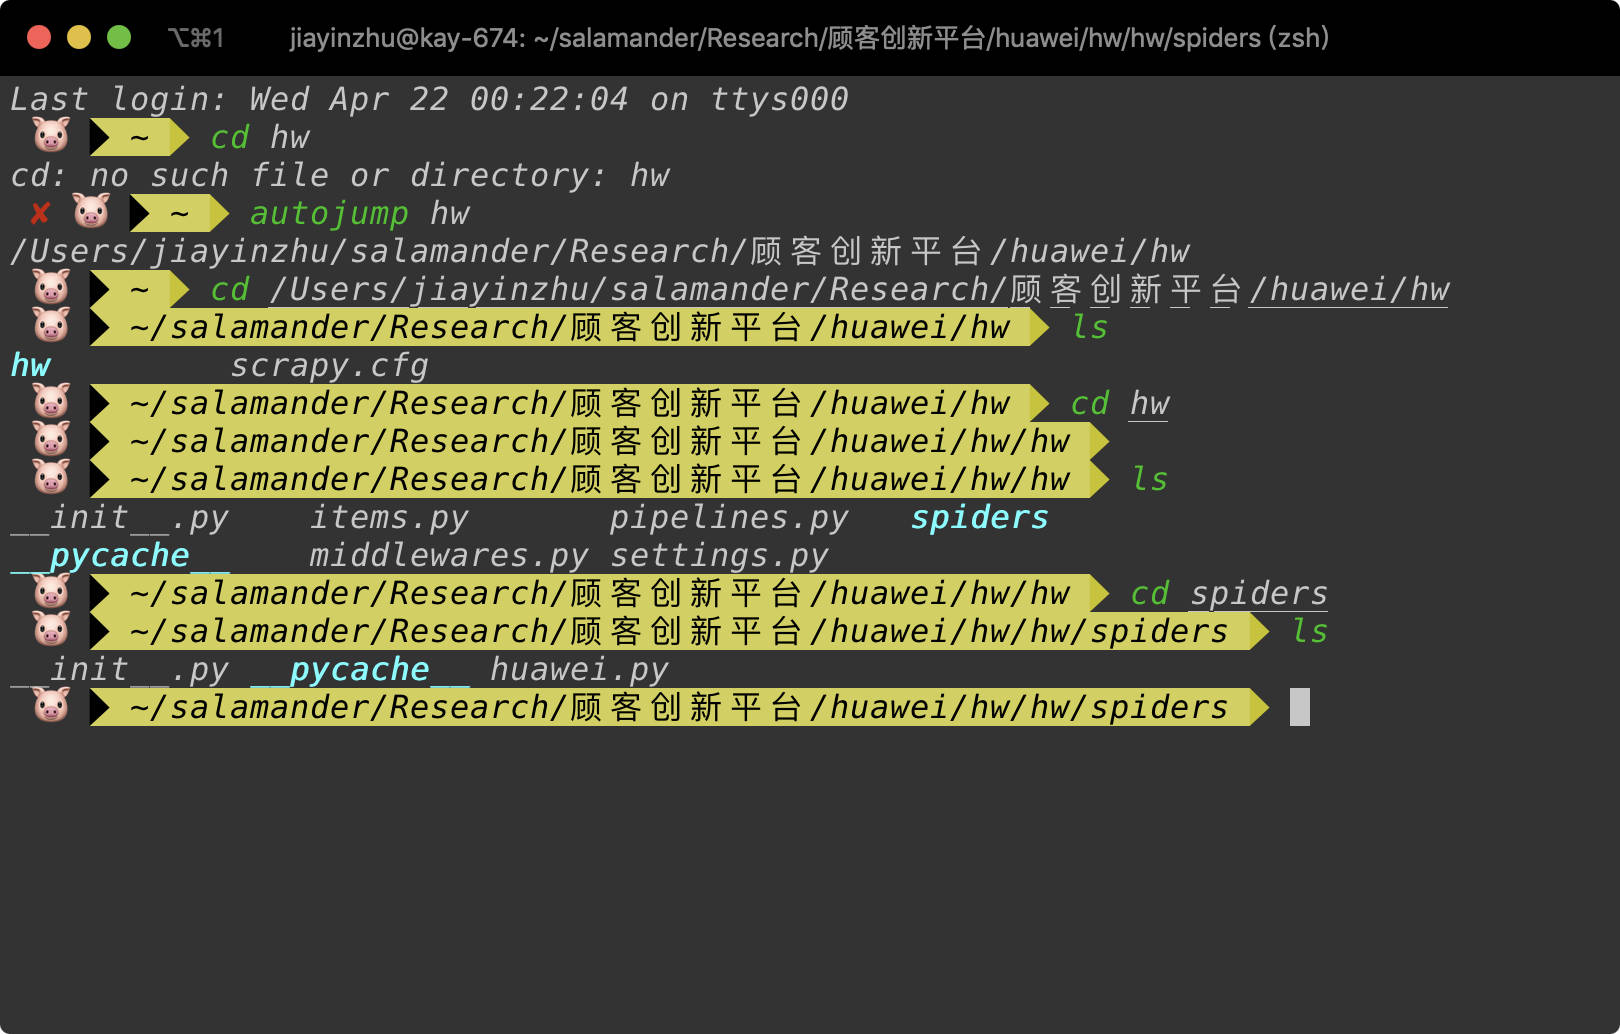 ⌥⌘1 jiayinzhu@kay-674: ~/salamander/Research/顾客创新平台/huawei/hw/hw/spiders (zsh)
Last login: Wed Apr 22 00:22:04 on ttys000
🐷 ~ cd hw
cd: no such file or directory: hw
✘ 🐷 ~ autojump hw
/Users/jiayinzhu/salamander/Research/顾客创新平台/huawei/hw
🐷 ~ cd /Users/jiayinzhu/salamander/Research/顾客创新平台/huawei/hw
🐷 ~/salamander/Research/顾客创新平台/huawei/hw ls
hw scrapy.cfg
🐷 ~/salamander/Research/顾客创新平台/huawei/hw cd hw
🐷 ~/salamander/Research/顾客创新平台/huawei/hw/hw
🐷 ~/salamander/Research/顾客创新平台/huawei/hw/hw ls
__init__.py items.py pipelines.py spiders
__pycache__ middlewares.py settings.py
🐷 ~/salamander/Research/顾客创新平台/huawei/hw/hw cd spiders
🐷 ~/salamander/Research/顾客创新平台/huawei/hw/hw/spiders ls
__init__.py __pycache__ huawei.py
🐷 ~/salamander/Research/顾客创新平台/huawei/hw/hw/spiders